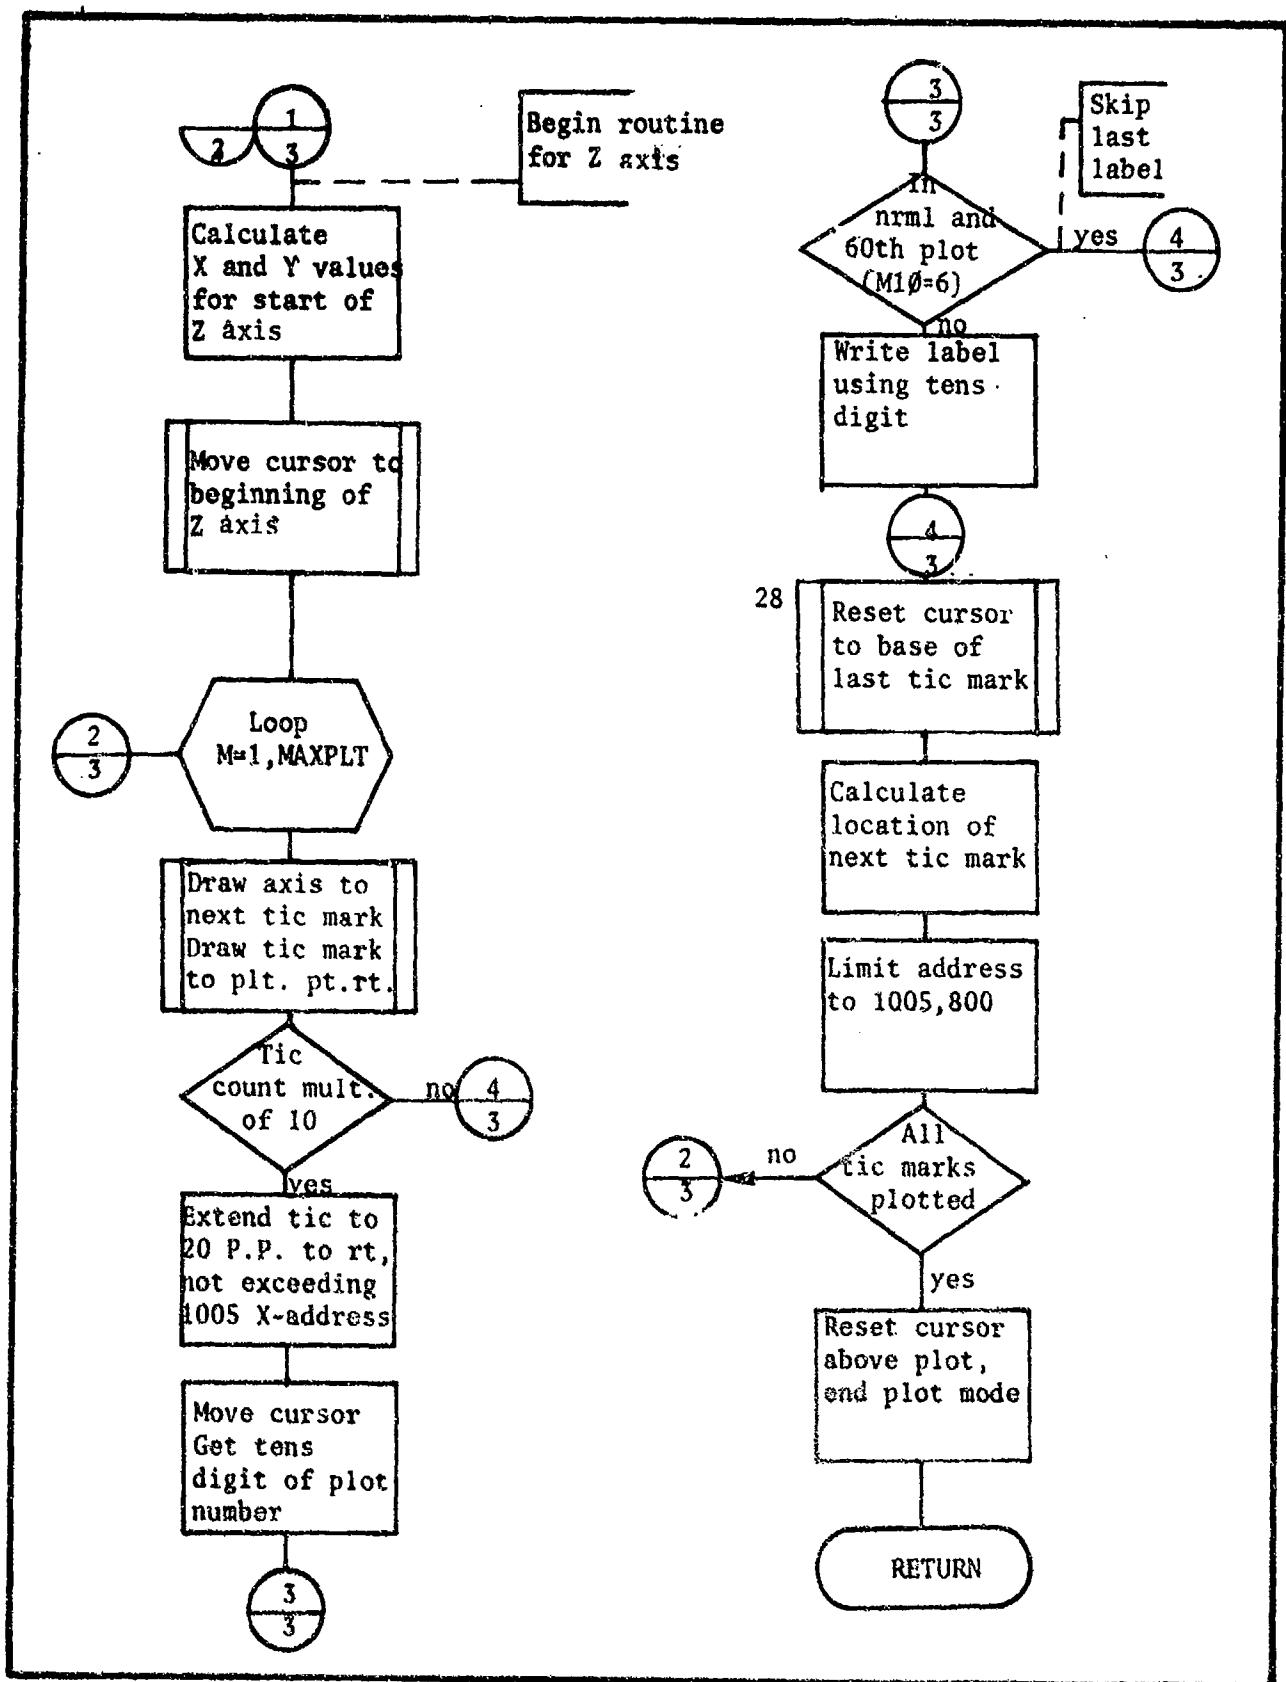 1
3
2
Begin routine
for Z axis
Calculate
X and Y values
for start of
Z axis
Move cursor to
beginning of
Z axis
Loop
M=1,MAXPLT
2
3
Draw axis to
next tic mark
Draw tic mark
to plt. pt.rt.
Tic
count mult.
of 10
no
4
3
yes
Extend tic to
20 P.P. to rt,
not exceeding
1005 X-address
Move cursor
Get tens
digit of plot
number
3
3
3
3
Skip
last
label
In
nrml and
60th plot
(M1Ø=6)
yes
4
3
no
Write label
using tens
digit
4
3
28
Reset cursor
to base of
last tic mark
Calculate
location of
next tic mark
Limit address
to 1005,800
All
tic marks
plotted
no
2
3
yes
Reset cursor
above plot,
end plot mode
RETURN